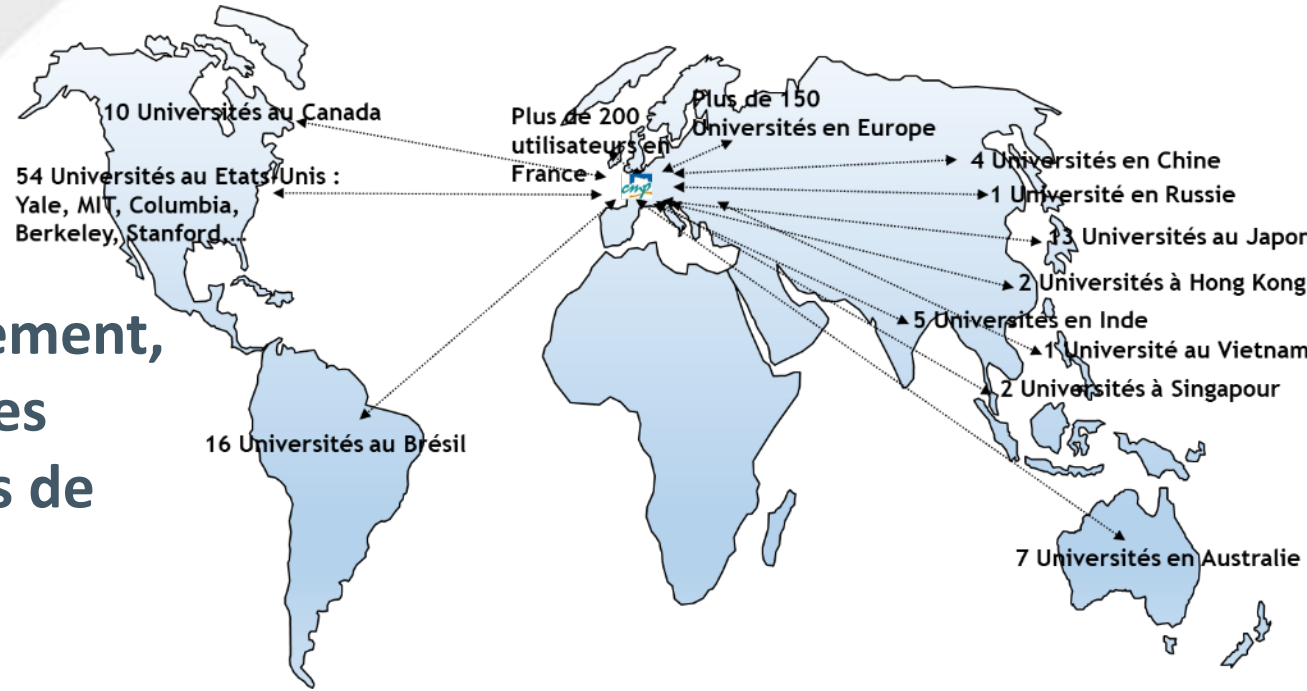 10 Universités au Canada
54 Universités au Etats-Unis :
Yale, MIT, Columbia,
Berkeley, Stanford,...
Plus de 200
utilisateurs en
France
Plus de 150
Universités en Europe
cmp
4 Universités en Chine
1 Université en Russie
13 Universités au Japon
2 Universités à Hong Kong
5 Universités en Inde
1 Université au Vietnam
2 Universités à Singapour
16 Universités au Brésil
7 Universités en Australie
ement,
es
s de